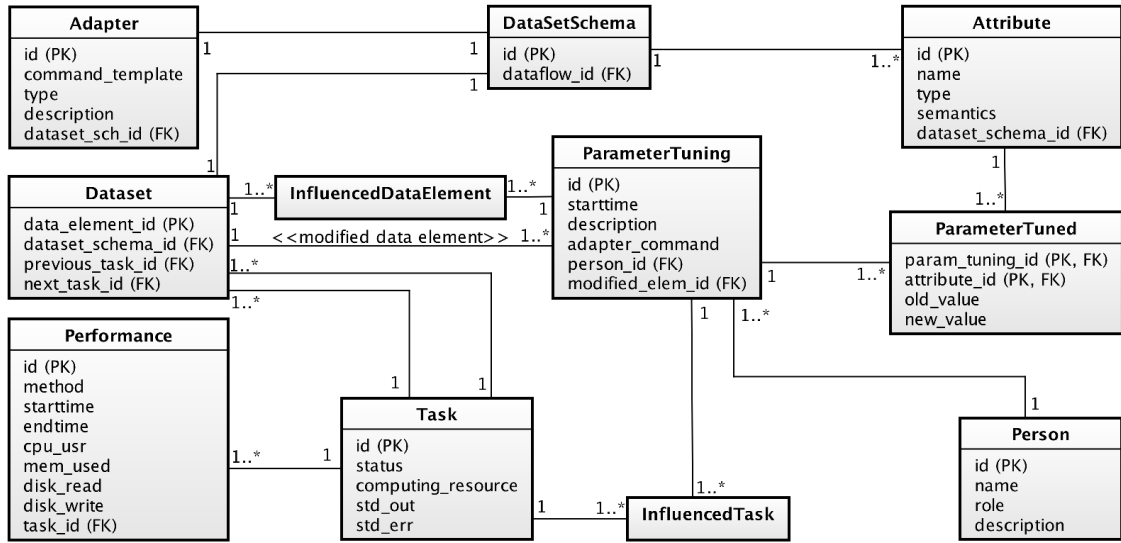 Adapter
id (PK)
command_template
type
description
dataset_sch_id (FK)
1
1
DataSetSchema
id (PK)
dataflow_id (FK)
1
1..*
Attribute
id (PK)
name
type
semantics
dataset_schema_id (FK)
1
1
Dataset
data_element_id (PK)
dataset_schema_id (FK)
previous_task_id (FK)
next_task_id (FK)
1..*
1
InfluencedDataElement
1..*
1
1
<<modified data element>>
1..*
ParameterTuning
id (PK)
starttime
description
adapter_command
person_id (FK)
modified_elem_id (FK)
1
1..*
ParameterTuned
param_tuning_id (PK, FK)
attribute_id (PK, FK)
old_value
new_value
1
1..*
1..*
1..*
1
1
1
1..*
1
1..*
Performance
id (PK)
method
starttime
endtime
cpu_usr
mem_used
disk_read
disk_write
task_id (FK)
1..*
1
Task
id (PK)
status
computing_resource
std_out
std_err
1
1..*
InfluencedTask
1..*
1
Person
id (PK)
name
role
description